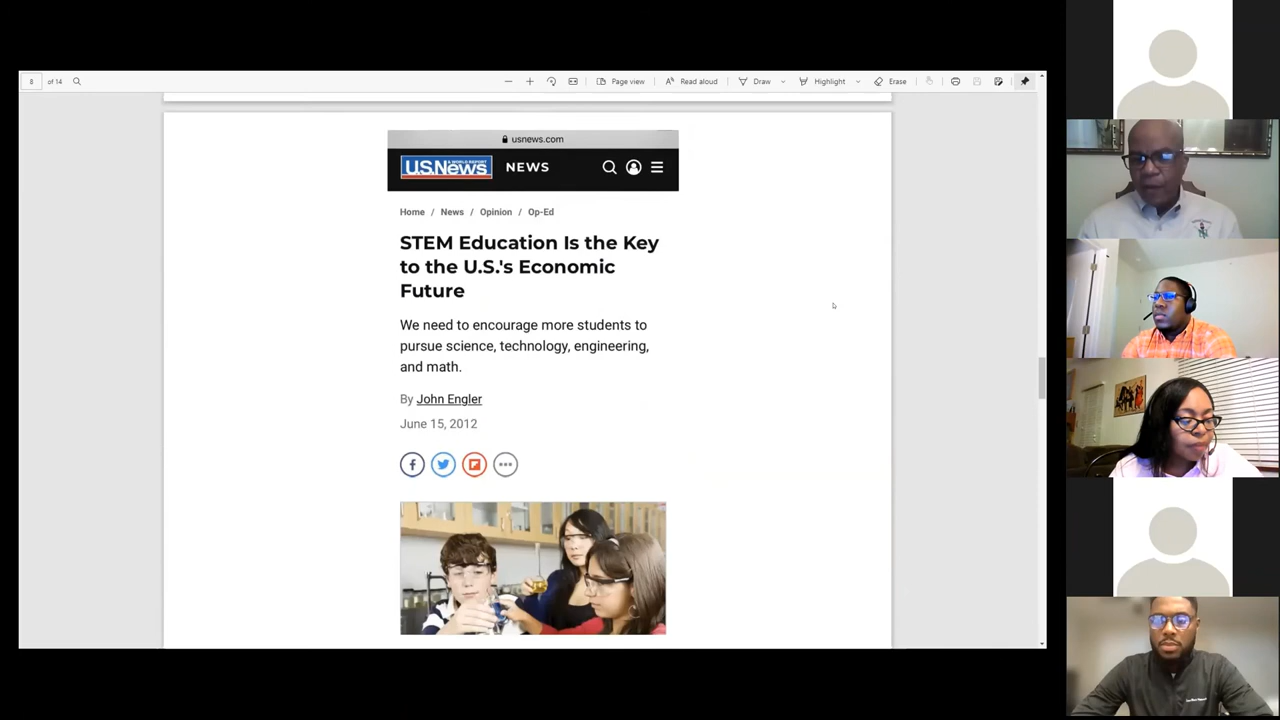 8 of 14
Page view
Read aloud
Draw
Highlight
Erase
usnews.com
U.S.News & WORLD REPORT
NEWS
Home / News / Opinion / Op-Ed
STEM Education Is the Key
to the U.S.'s Economic
Future
We need to encourage more students to
pursue science, technology, engineering,
and math.
By John Engler
June 15, 2012